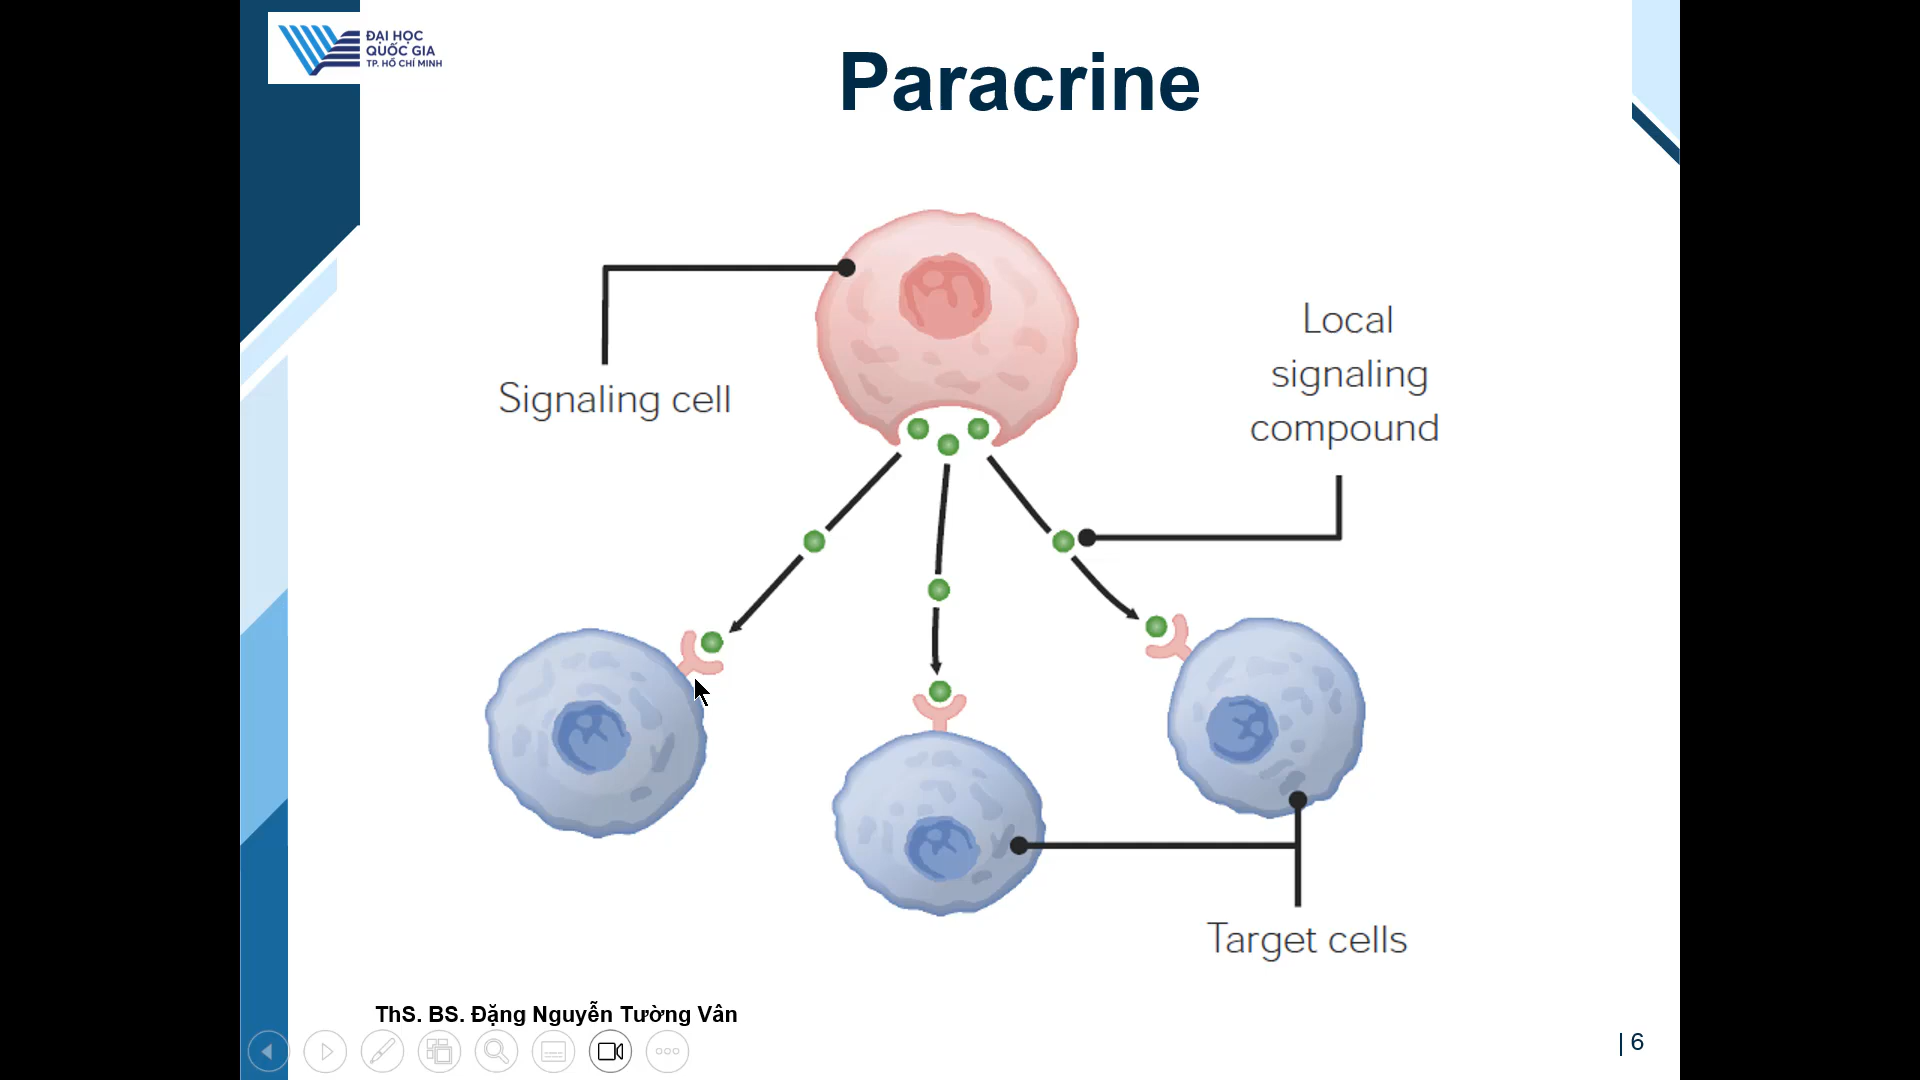 ĐẠI HỌC
QUỐC GIA
TP. HỒ CHÍ MINH
Paracrine
Signaling cell
Local
signaling
compound
Target cells
ThS. BS. Đặng Nguyễn Tường Vân
| 6